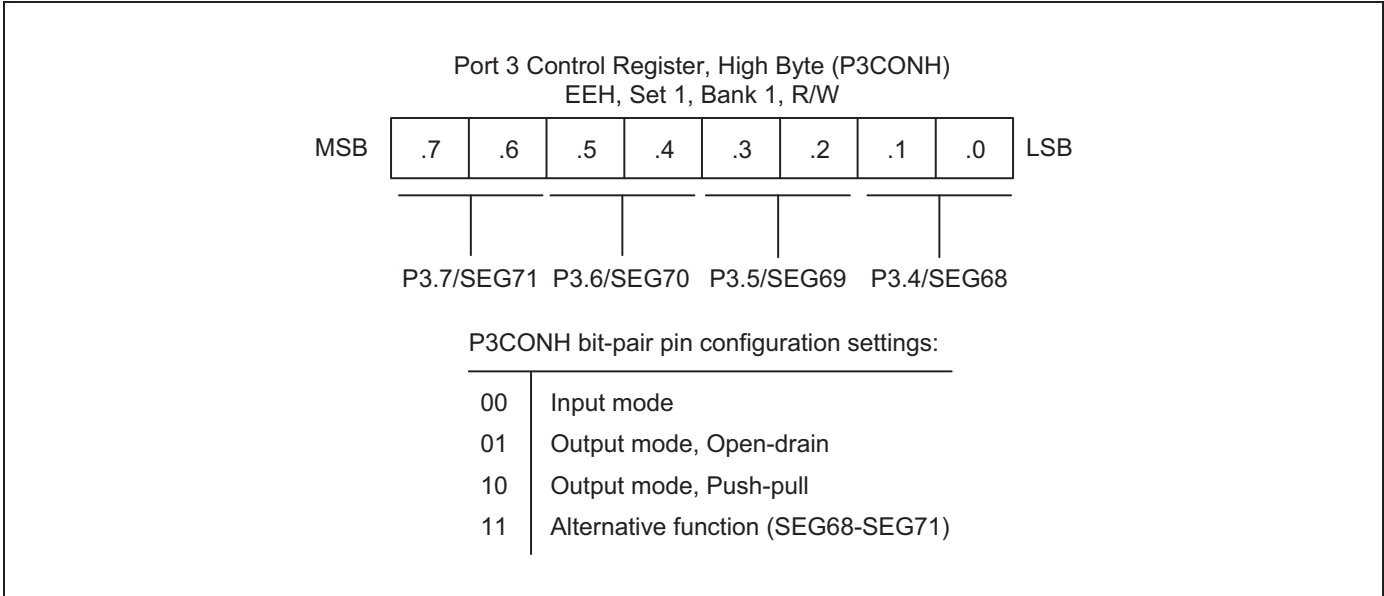 Port 3 Control Register, High Byte (P3CONH)
EEH, Set 1, Bank 1, R/W
MSB .7 .6 .5 .4 .3 .2 .1 .0 LSB
P3.7/SEG71 P3.6/SEG70 P3.5/SEG69 P3.4/SEG68
P3CONH bit-pair pin configuration settings:
00 Input mode
01 Output mode, Open-drain
10 Output mode, Push-pull
11 Alternative function (SEG68-SEG71)